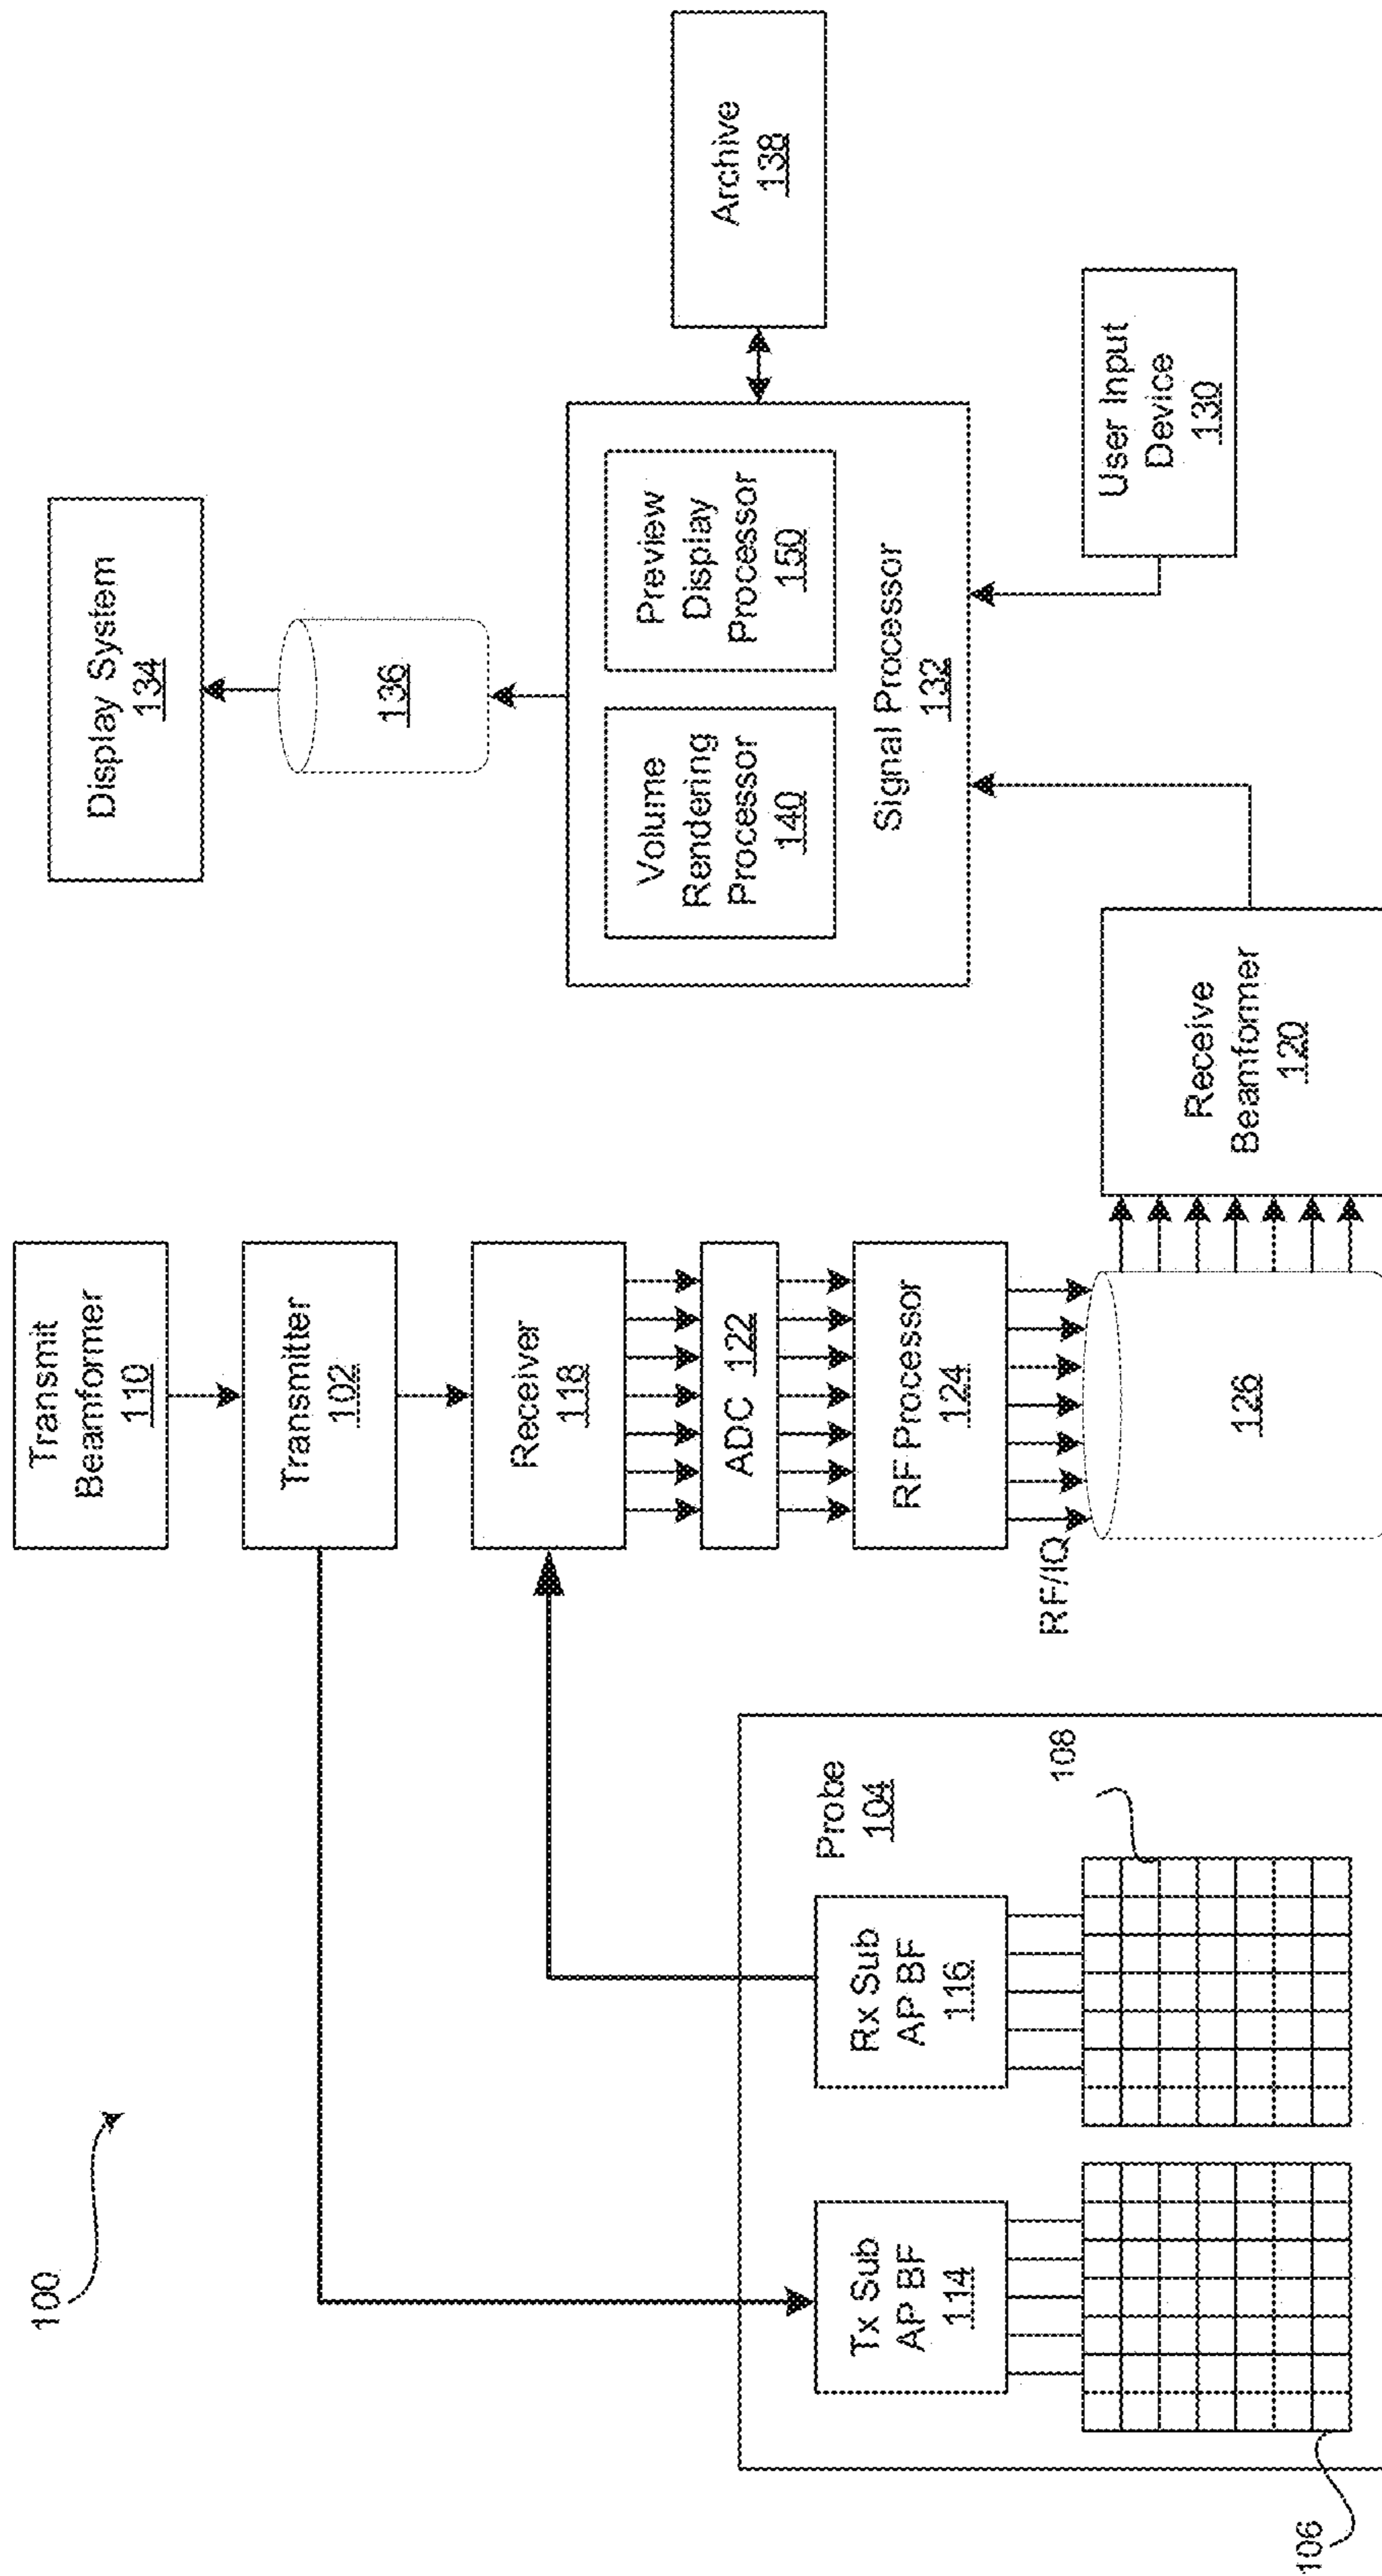 100
Transmit
Beamformer
110
Transmitter
102
Receiver
118
ADC 122
RF Processor
124
RF/IQ
126
Probe
104
Tx Sub
AP BF
114
Rx Sub
AP BF
116
106
108
Receive
Beamformer
120
Display System
134
136
Volume
Rendering
Processor
140
Preview
Display
Processor
150
Signal Processor
132
Archive
138
User Input
Device
130